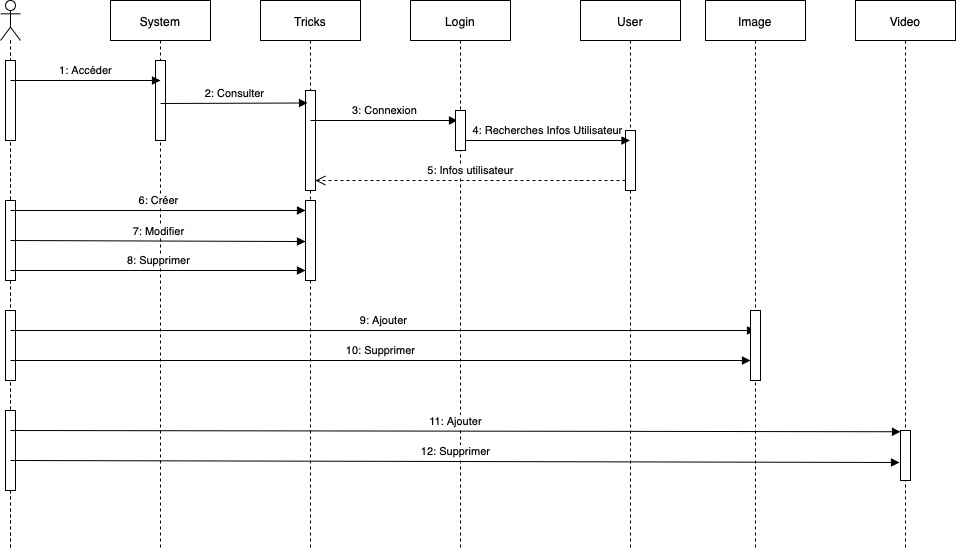 System
Tricks
Login
User
Image
Video
1: Accéder
2: Consulter
3: Connexion
4: Recherches Infos Utilisateur
5: Infos utilisateur
6: Créer
7: Modifier
8: Supprimer
9: Ajouter
10: Supprimer
11: Ajouter
12: Supprimer